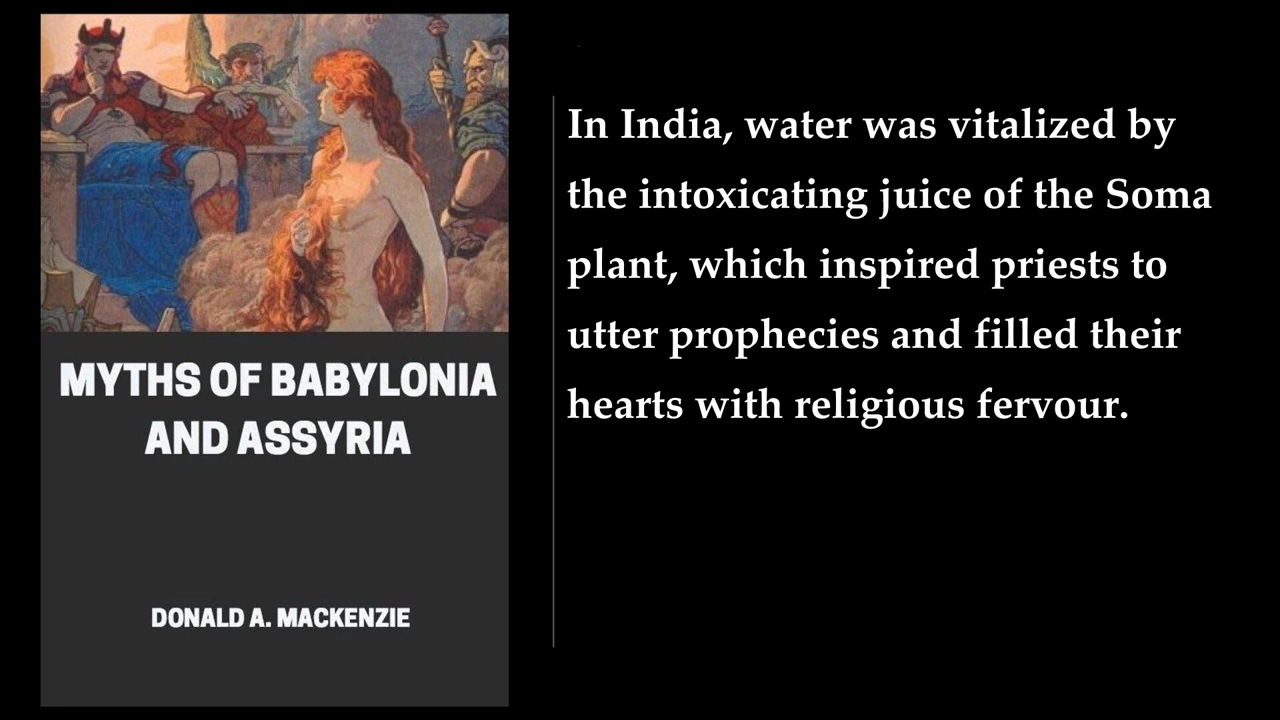 MYTHS OF BABYLONIA
AND ASSYRIA
DONALD A. MACKENZIE
In India, water was vitalized by
the intoxicating juice of the Soma
plant, which inspired priests to
utter prophecies and filled their
hearts with religious fervour.